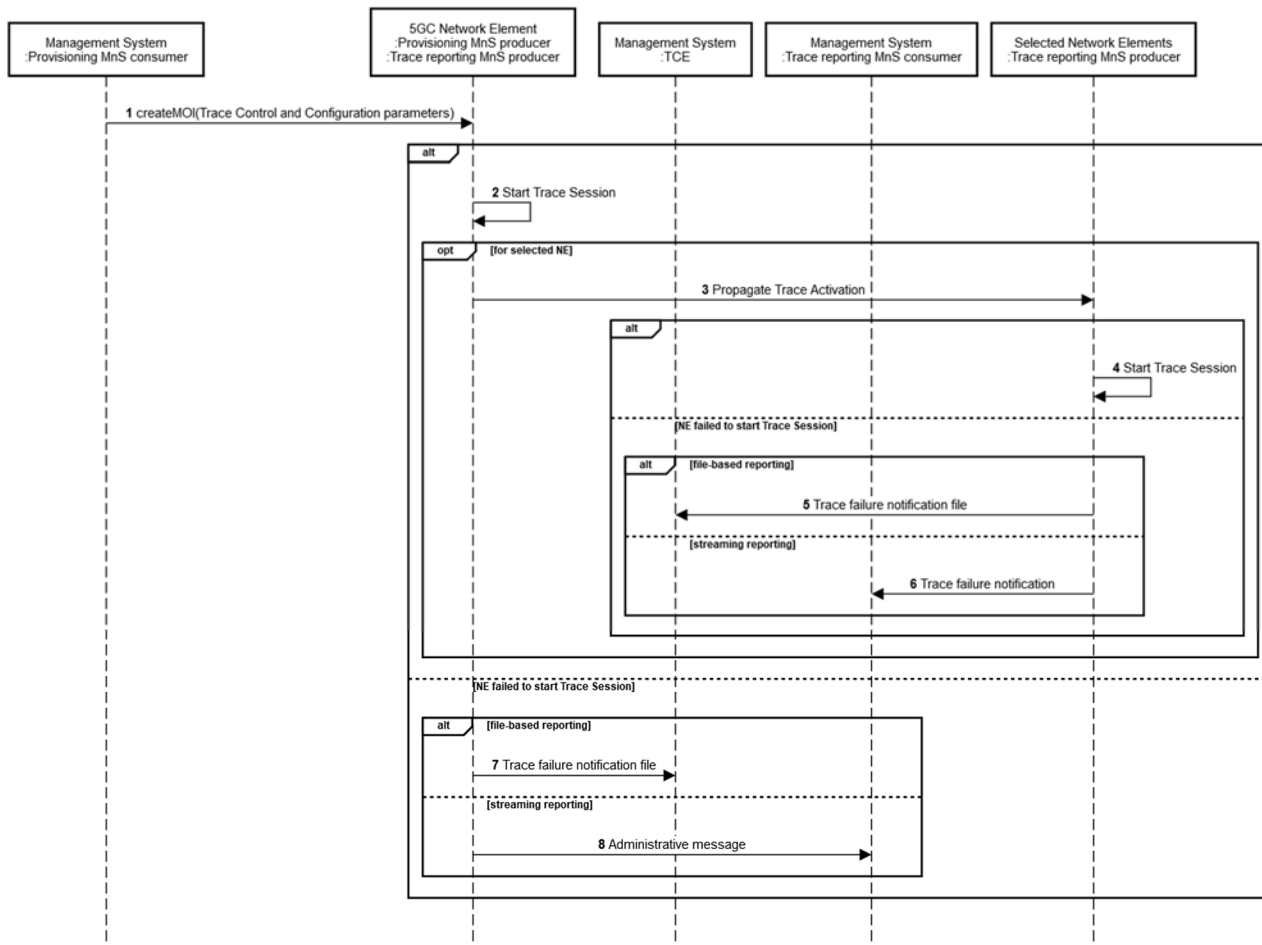 Management System
:Provisioning MnS consumer
5GC Network Element
:Provisioning MnS producer
:Trace reporting MnS producer
Management System
:TCE
Management System
:Trace reporting MnS consumer
Selected Network Elements
:Trace reporting MnS producer
1 createMOI(Trace Control and Configuration parameters)
alt
2 Start Trace Session
opt [for selected NE]
3 Propagate Trace Activation
alt
4 Start Trace Session
[NE failed to start Trace Session]
alt [file-based reporting]
5 Trace failure notification file
[streaming reporting]
6 Trace failure notification
[NE failed to start Trace Session]
alt [file-based reporting]
7 Trace failure notification file
[streaming reporting]
8 Administrative message